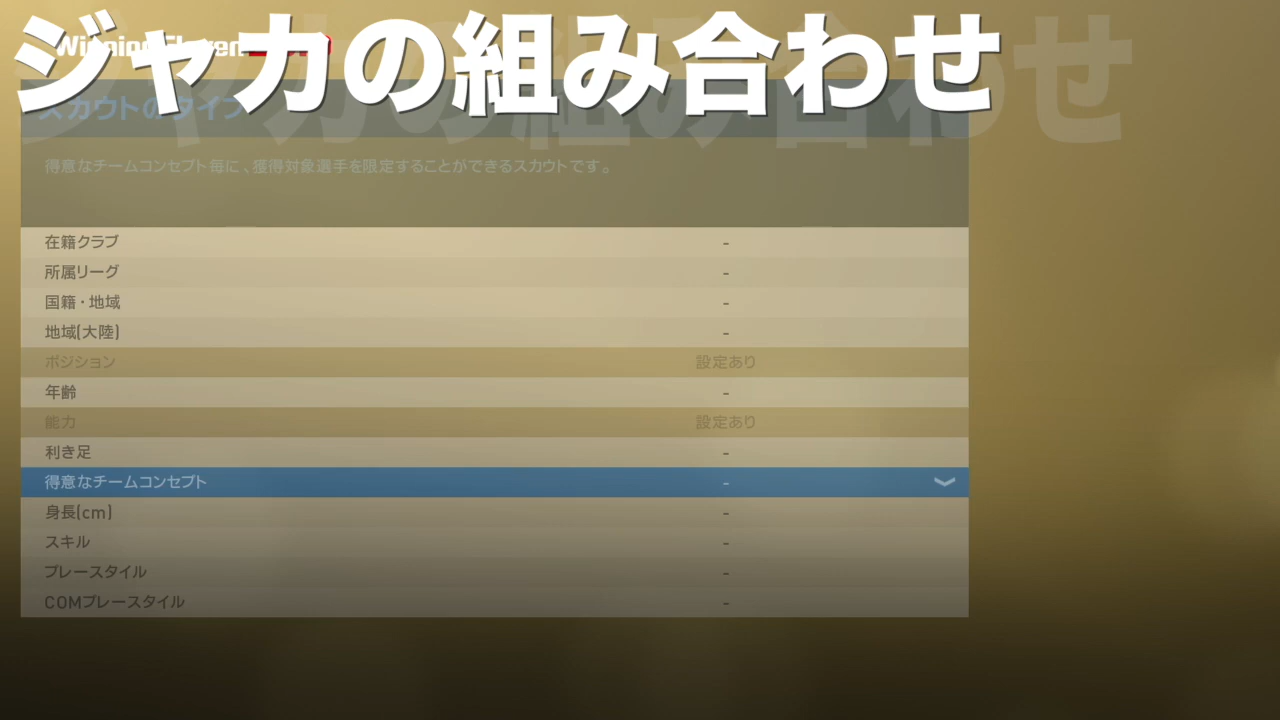 ジャカの組み合わせ
Winning Eleven
スカウトのタイプ
得意なチームコンセプト毎に、獲得対象選手を限定することができるスカウトです。
在籍クラブ -
所属リーグ -
国籍・地域 -
地域(大陸) -
ポジション 設定あり
年齢 -
能力 設定あり
利き足 -
得意なチームコンセプト -
身長(cm) -
スキル -
プレースタイル -
COMプレースタイル -